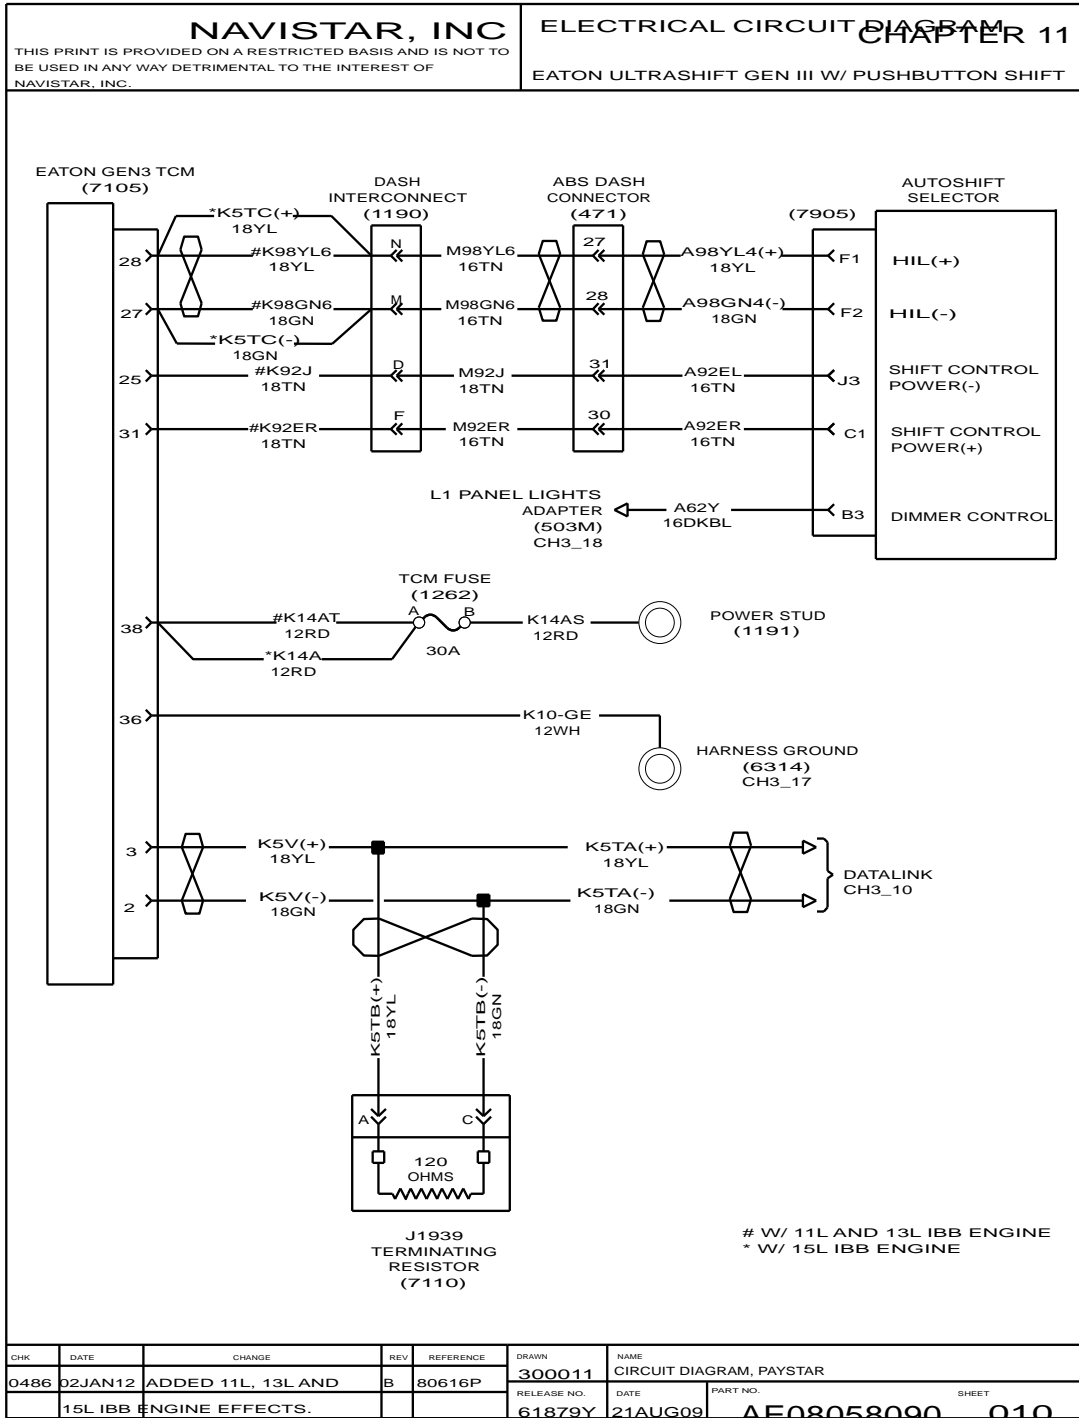 NAVISTAR, INC
THIS PRINT IS PROVIDED ON A RESTRICTED BASIS AND IS NOT TO
BE USED IN ANY WAY DETRIMENTAL TO THE INTEREST OF
NAVISTAR, INC.
ELECTRICAL CIRCUIT DIAGRAM
CHAPTER 11
EATON ULTRASHIFT GEN III W/ PUSHBUTTON SHIFT
EATON GEN3 TCM
(7105)
DASH
INTERCONNECT
(1190)
ABS DASH
CONNECTOR
(471)
(7905)
AUTOSHIFT
SELECTOR
*K5TC(+)
18YL
28
#K98YL6
18YL
N
M98YL6
16TN
27
A98YL4(+)
18YL
F1
HIL(+)
27
#K98GN6
18GN
M
M98GN6
16TN
28
A98GN4(-)
18GN
F2
HIL(-)
*K5TC(-)
18GN
25
#K92J
18TN
D
M92J
18TN
31
A92EL
16TN
J3
SHIFT CONTROL
POWER(-)
31
#K92ER
18TN
F
M92ER
16TN
30
A92ER
16TN
C1
SHIFT CONTROL
POWER(+)
L1 PANEL LIGHTS
ADAPTER
(503M)
CH3_18
A62Y
16DKBL
B3
DIMMER CONTROL
TCM FUSE
(1262)
38
#K14AT
12RD
A
B
30A
K14AS
12RD
POWER STUD
(1191)
*K14A
12RD
36
K10-GE
12WH
HARNESS GROUND
(6314)
CH3_17
3
K5V(+)
18YL
K5TA(+)
18YL
2
K5V(-)
18GN
K5TA(-)
18GN
DATALINK
CH3_10
K5TB(+)
18YL
K5TB(-)
18GN
A
C
120
OHMS
J1939
TERMINATING
RESISTOR
(7110)
# W/ 11L AND 13L IBB ENGINE
* W/ 15L IBB ENGINE
CHK DATE CHANGE REV REFERENCE
0486 02JAN12 ADDED 11L, 13L AND B 80616P
15L IBB ENGINE EFFECTS.
DRAWN
300011
NAME
CIRCUIT DIAGRAM, PAYSTAR
RELEASE NO.
61879Y
DATE
21AUG09
PART NO.
AE08058090
SHEET
010